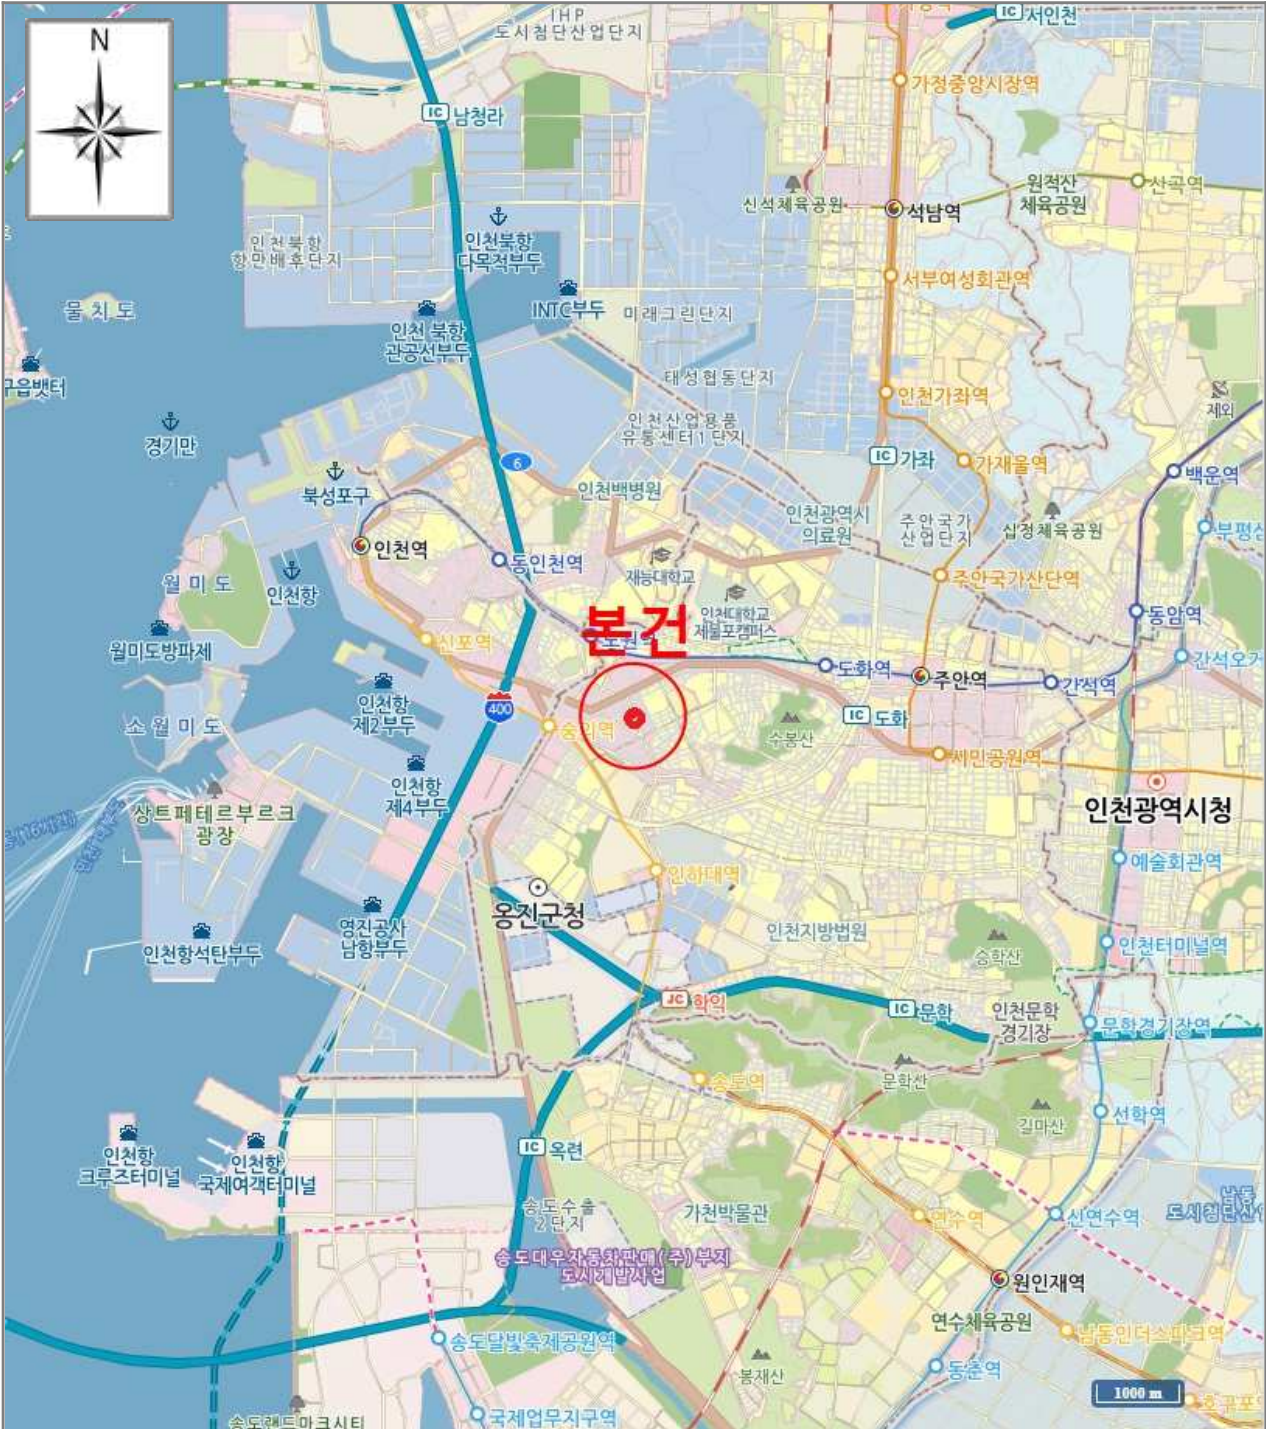 N
IHP
도시첨단산업단지
IC 서인천
가정중앙시장역
IC 남청라
신석체육공원
석남역
원적산
체육공원
산곡역
인천북항
항만배후단지
인천북항
다목적부두
서부여성회관역
물치도
INTC부두
미래그린단지
인천 북항
관공선부두
구읍뱃터
태성협동단지
인천가좌역
제외
경기만
인천산업용품
유통센터1단지
IC 가좌
가재울역
백운역
6
북성포구
인천백병원
인천광역시
의료원
주안국가
산업단지
십정체육공원
인천역
동인천역
재능대학교
주안국가산단역
월미도
인천항
인천대학교
제물포캠퍼스
동암역
본건
월미도방파제
신포역
도화역
주안역
간석역
인천항
제2부두
400
소월미도
숭의역
수봉산
IC 도화
시민공원역
인천항
제4부두
인천광역시청
상트페테르부르크
광장
예술회관역
인하대역
옹진군청
영진공사
남항부두
인천지방법원
인천항석탄부두
승학산
인천터미널역
JC 학익
IC 문학
인천문학
경기장
문학경기장역
송도역
문학산
길마산
선학역
인천항
크루즈터미널
인천항
국제여객터미널
IC 옥련
송도수출
2단지
가천박물관
연수역
신연수역
남동
송도대우자동차판매(주)부지
도시개발사업
원인재역
연수체육공원
남동인더스파크역
송도달빛축제공원역
봉재산
동춘역
1000 m
국제업무지구역
송도랜드마크시티